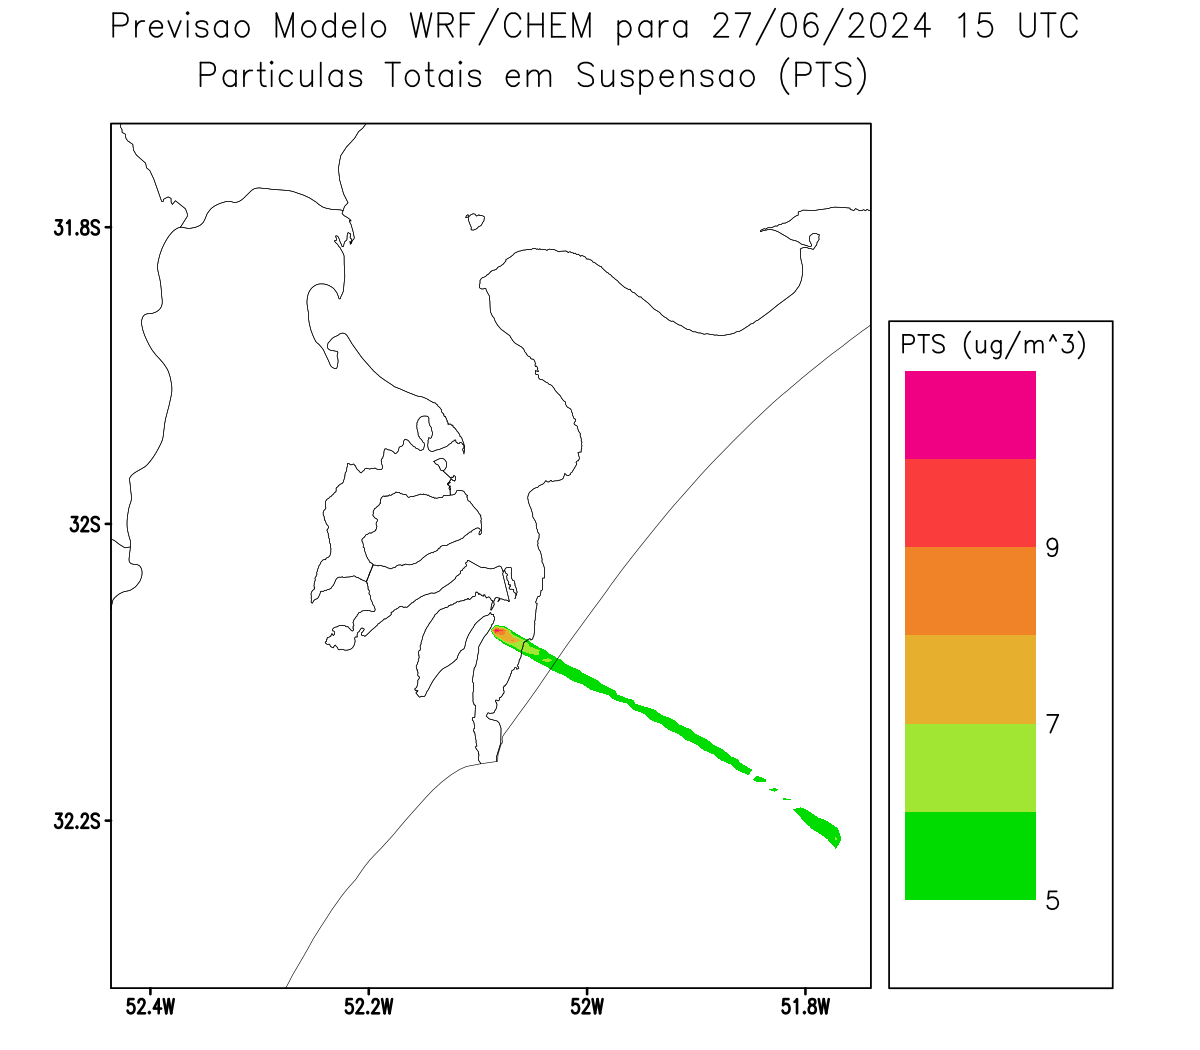 Previsao Modelo WRF/CHEM para 27/06/2024 15 UTC
Particulas Totais em Suspensao (PTS)
31.8S
32S
32.2S
52.4W
52.2W
52W
51.8W
PTS (ug/m^3)
9
7
5